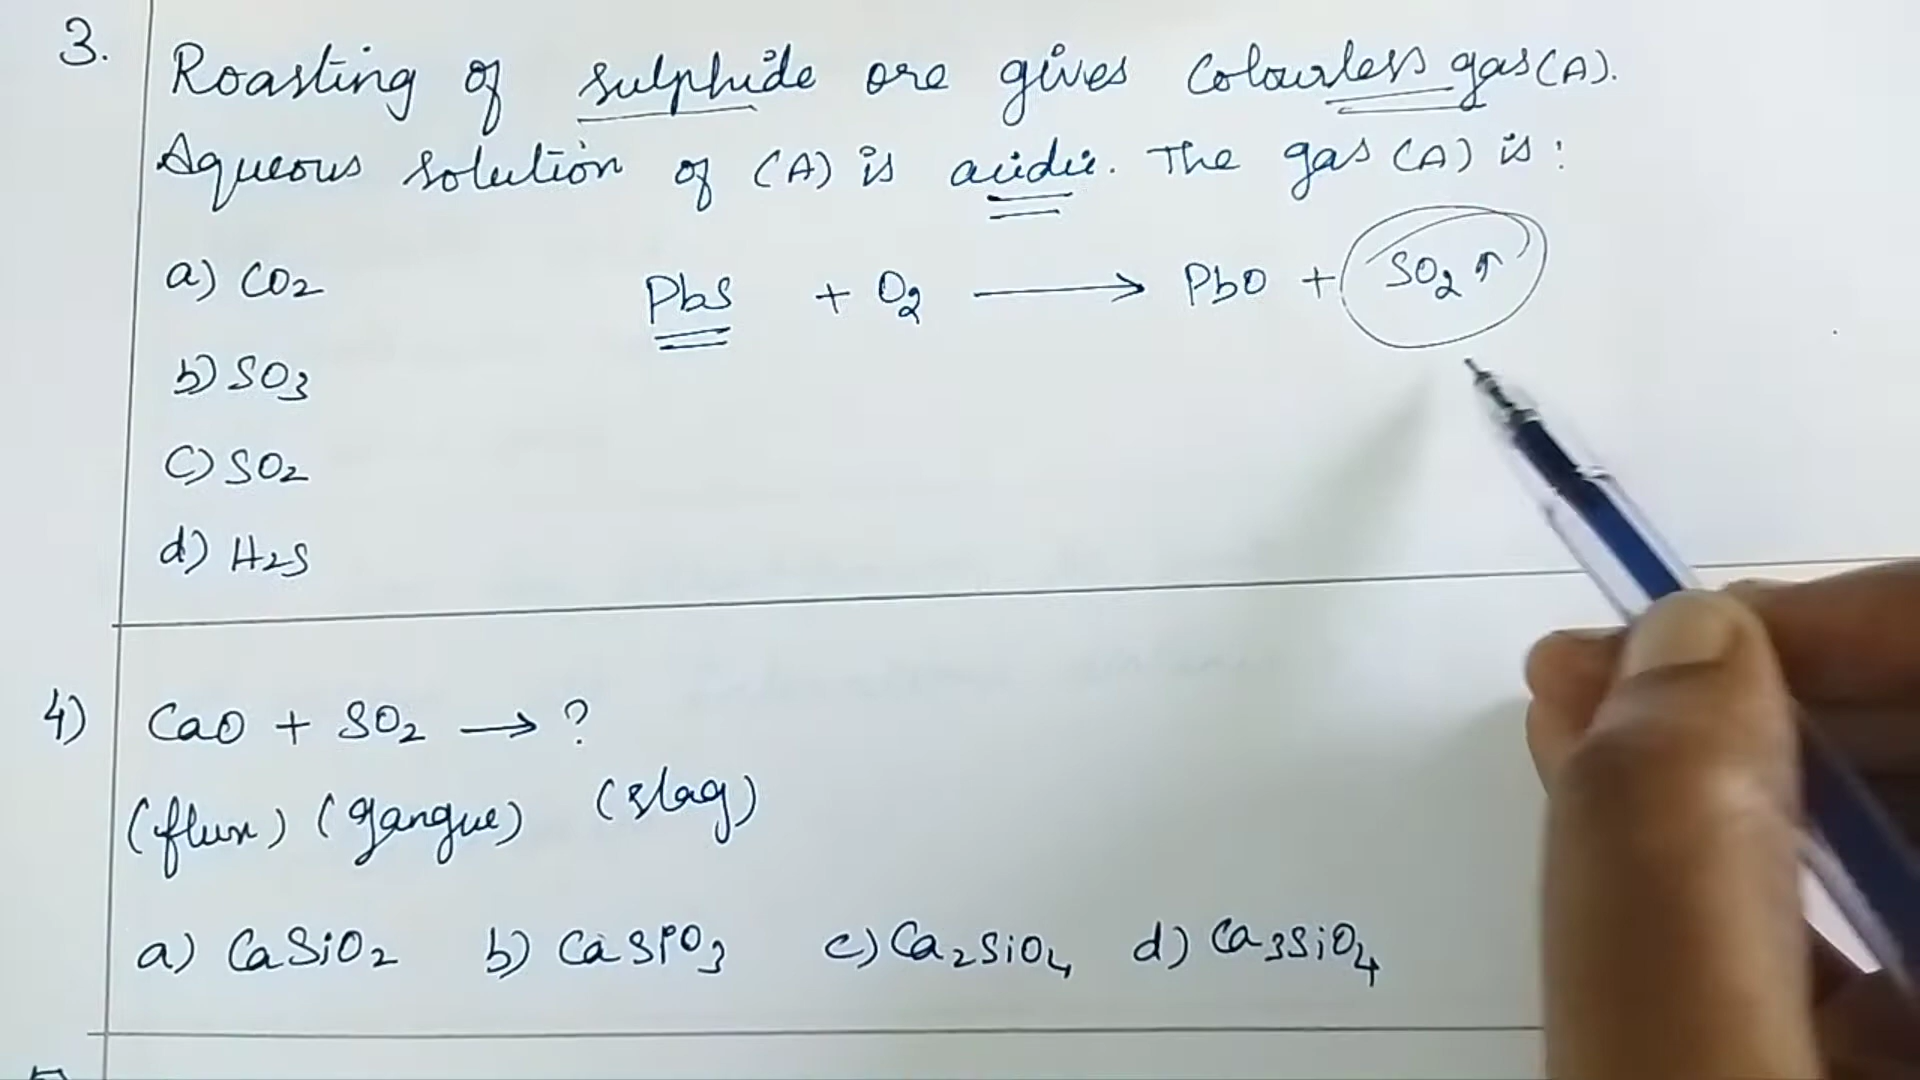 3.
Roasting of sulphide ore gives colourless gas (A).
Aqueous solution of (A) is acidic. The gas (A) is:
a) CO2
PbS + O2 → PbO + SO2 ↑
b) SO3
c) SO2
d) H2S
4) CaO + SO2 → ?
(flux) (gangue) (slag)
a) CaSiO2 b) CaSiO3 c) Ca2SiO4 d) Ca3SiO4